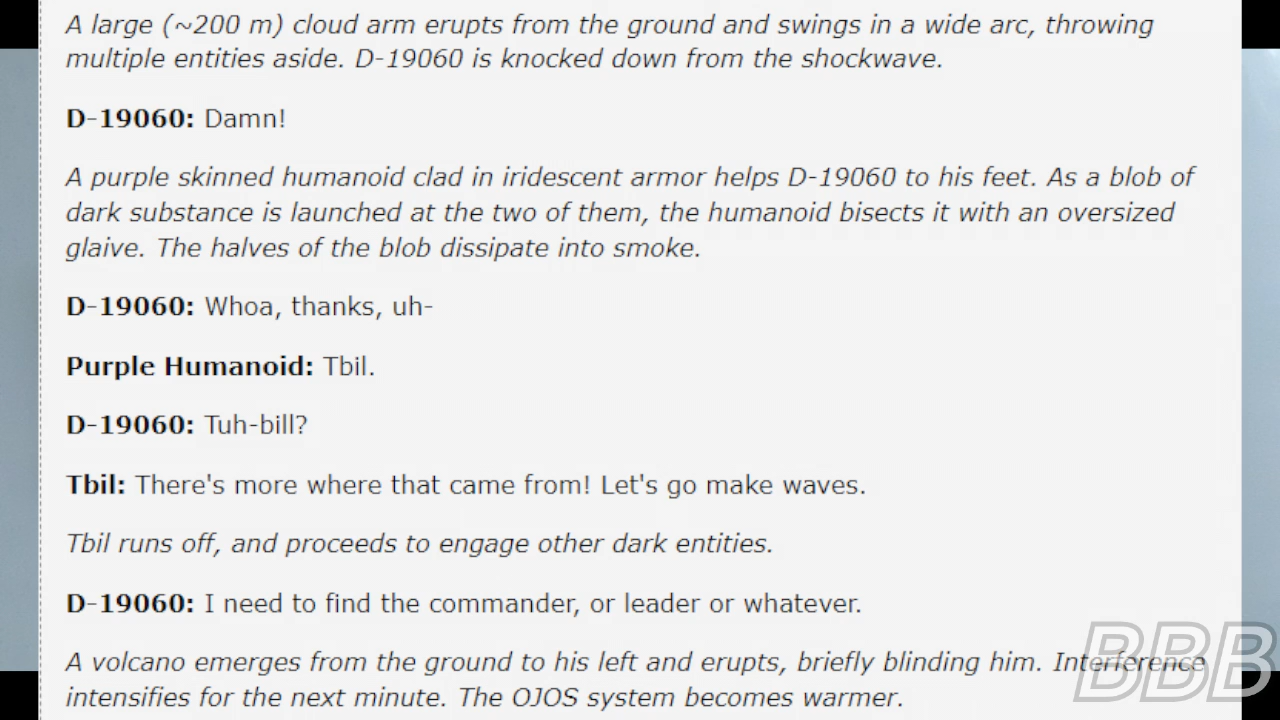 A large (~200 m) cloud arm erupts from the ground and swings in a wide arc, throwing
multiple entities aside. D-19060 is knocked down from the shockwave.
D-19060: Damn!
A purple skinned humanoid clad in iridescent armor helps D-19060 to his feet. As a blob of
dark substance is launched at the two of them, the humanoid bisects it with an oversized
glaive. The halves of the blob dissipate into smoke.
D-19060: Whoa, thanks, uh-
Purple Humanoid: Tbil.
D-19060: Tuh-bill?
Tbil: There's more where that came from! Let's go make waves.
Tbil runs off, and proceeds to engage other dark entities.
D-19060: I need to find the commander, or leader or whatever.
A volcano emerges from the ground to his left and erupts, briefly blinding him. Interference
intensifies for the next minute. The OJOS system becomes warmer.
BBB